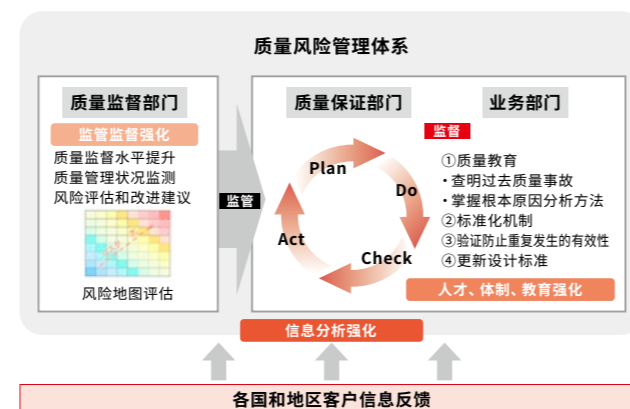 质量风险管理体系
质量监督部门
监管监督强化
质量监督水平提升
质量管理状况监测
风险评估和改进建议
风险地图评估
监管
质量保证部门
Plan
Do
Check
Act
业务部门
监督
①质量教育
・查明过去质量事故
・掌握根本原因分析方法
②标准化机制
③验证防止重复发生的有效性
④更新设计标准
人才、体制、教育强化
信息分析强化
各国和地区客户信息反馈